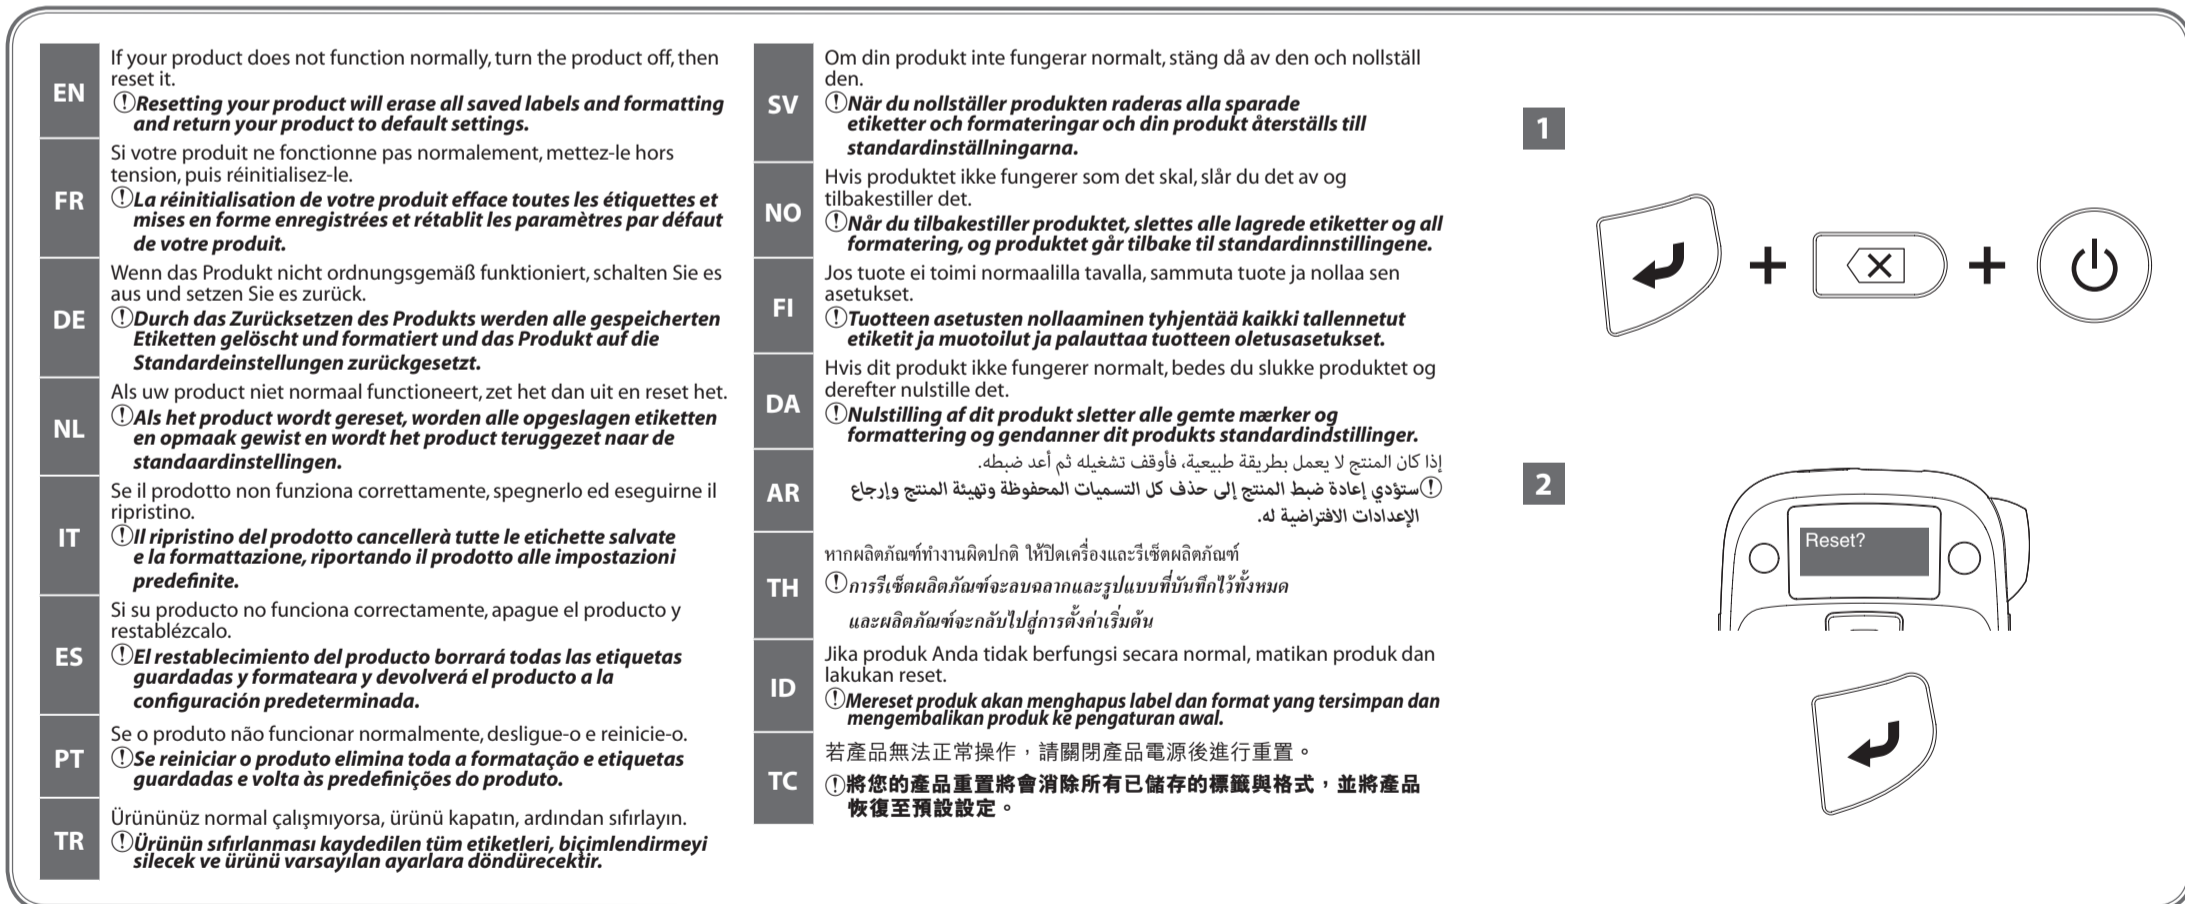 EN
If your product does not function normally, turn the product off, then
reset it.
Resetting your product will erase all saved labels and formatting
and return your product to default settings.
FR
Si votre produit ne fonctionne pas normalement, mettez-le hors
tension, puis réinitialisez-le.
La réinitialisation de votre produit efface toutes les étiquettes et
mises en forme enregistrées et rétablit les paramètres par défaut
de votre produit.
DE
Wenn das Produkt nicht ordnungsgemäß funktioniert, schalten Sie es
aus und setzen Sie es zurück.
Durch das Zurücksetzen des Produkts werden alle gespeicherten
Etiketten gelöscht und formatiert und das Produkt auf die
Standardeinstellungen zurückgesetzt.
NL
Als uw product niet normaal functioneert, zet het dan uit en reset het.
Als het product wordt gereset, worden alle opgeslagen etiketten
en opmaak gewist en wordt het product teruggezet naar de
standaardinstellingen.
IT
Se il prodotto non funziona correttamente, spegnerlo ed eseguirne il
ripristino.
Il ripristino del prodotto cancellerà tutte le etichette salvate
e la formattazione, riportando il prodotto alle impostazioni
predefinite.
ES
Si su producto no funciona correctamente, apague el producto y
restablézcalo.
El restablecimiento del producto borrará todas las etiquetas
guardadas y formateara y devolverá el producto a la
configuración predeterminada.
PT
Se o produto não funcionar normalmente, desligue-o e reinicie-o.
Se reiniciar o produto elimina toda a formatação e etiquetas
guardadas e volta às predefinições do produto.
TR
Ürününüz normal çalışmıyorsa, ürünü kapatın, ardından sıfırlayın.
Ürünün sıfırlanması kaydedilen tüm etiketleri, biçimlendirmeyi
silecek ve ürünü varsayılan ayarlara döndürecektir.
SV
Om din produkt inte fungerar normalt, stäng då av den och nollställ
den.
När du nollställer produkten raderas alla sparade
etiketter och formateringar och din produkt återställs till
standardinställningarna.
NO
Hvis produktet ikke fungerer som det skal, slår du det av og
tilbakestiller det.
Når du tilbakestiller produktet, slettes alle lagrede etiketter og all
formatering, og produktet går tilbake til standardinnstillingene.
FI
Jos tuote ei toimi normaalilla tavalla, sammuta tuote ja nollaa sen
asetukset.
Tuotteen asetusten nollaaminen tyhjentää kaikki tallennetut
etiketit ja muotoilut ja palauttaa tuotteen oletusasetukset.
DA
Hvis dit produkt ikke fungerer normalt, bedes du slukke produktet og
derefter nulstille det.
Nulstilling af dit produkt sletter alle gemte mærker og
formattering og gendanner dit produkts standardindstillinger.
AR
إذا كان المنتج لا يعمل بطريقة طبيعية، فأوقف تشغيله ثم أعد ضبطه.
ستؤدي إعادة ضبط المنتج إلى حذف كل التسميات المحفوظة وتهيئة المنتج وإرجاع
الإعدادات الافتراضية له.
TH
หากผลิตภัณฑ์ทำงานผิดปกติ ให้ปิดเครื่องและรีเซ็ตผลิตภัณฑ์
การรีเซ็ตผลิตภัณฑ์จะลบฉลากและรูปแบบที่บันทึกไว้ทั้งหมด
และผลิตภัณฑ์จะกลับไปสู่การตั้งค่าเริ่มต้น
ID
Jika produk Anda tidak berfungsi secara normal, matikan produk dan
lakukan reset.
Mereset produk akan menghapus label dan format yang tersimpan dan
mengembalikan produk ke pengaturan awal.
TC
若產品無法正常操作，請關閉產品電源後進行重置。
將您的產品重置將會消除所有已儲存的標籤與格式，並將產品
恢復至預設設定。
1
+ +
2
Reset?